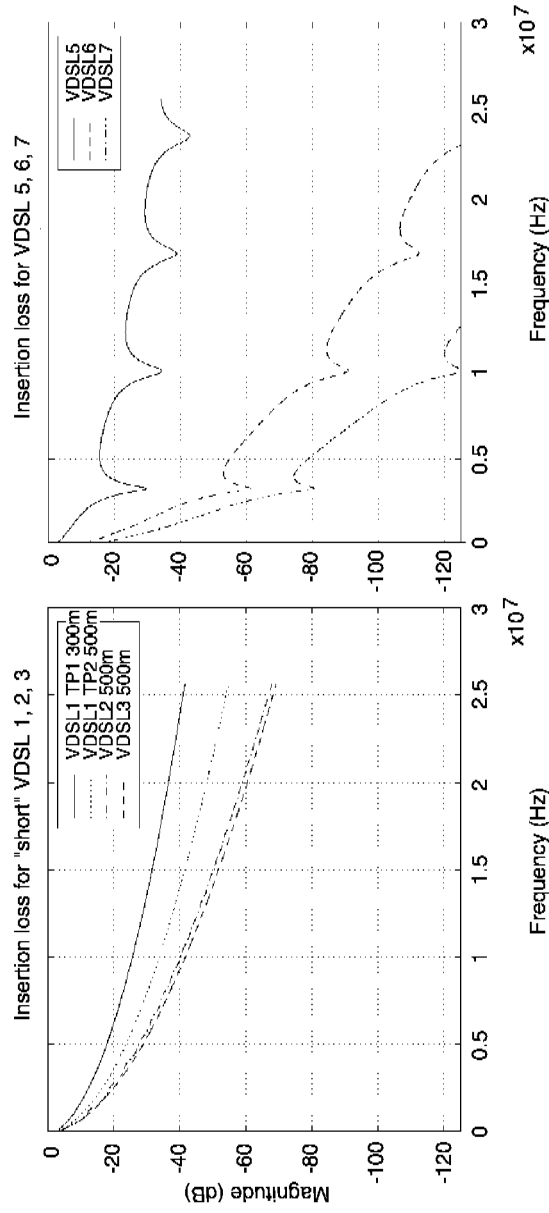 Insertion loss for "short" VDSL 1, 2, 3
VDSL1 TP1 300m
VDSL1 TP2 500m
VDSL2 500m
VDSL3 500m
Magnitude (dB)
0
-20
-40
-60
-80
-100
-120
0
0.5
1
1.5
2
2.5
3
x10^7
Frequency (Hz)
Insertion loss for VDSL 5, 6, 7
VDSL5
VDSL6
VDSL7
0
-20
-40
-60
-80
-100
-120
0
0.5
1
1.5
2
2.5
3
x10^7
Frequency (Hz)